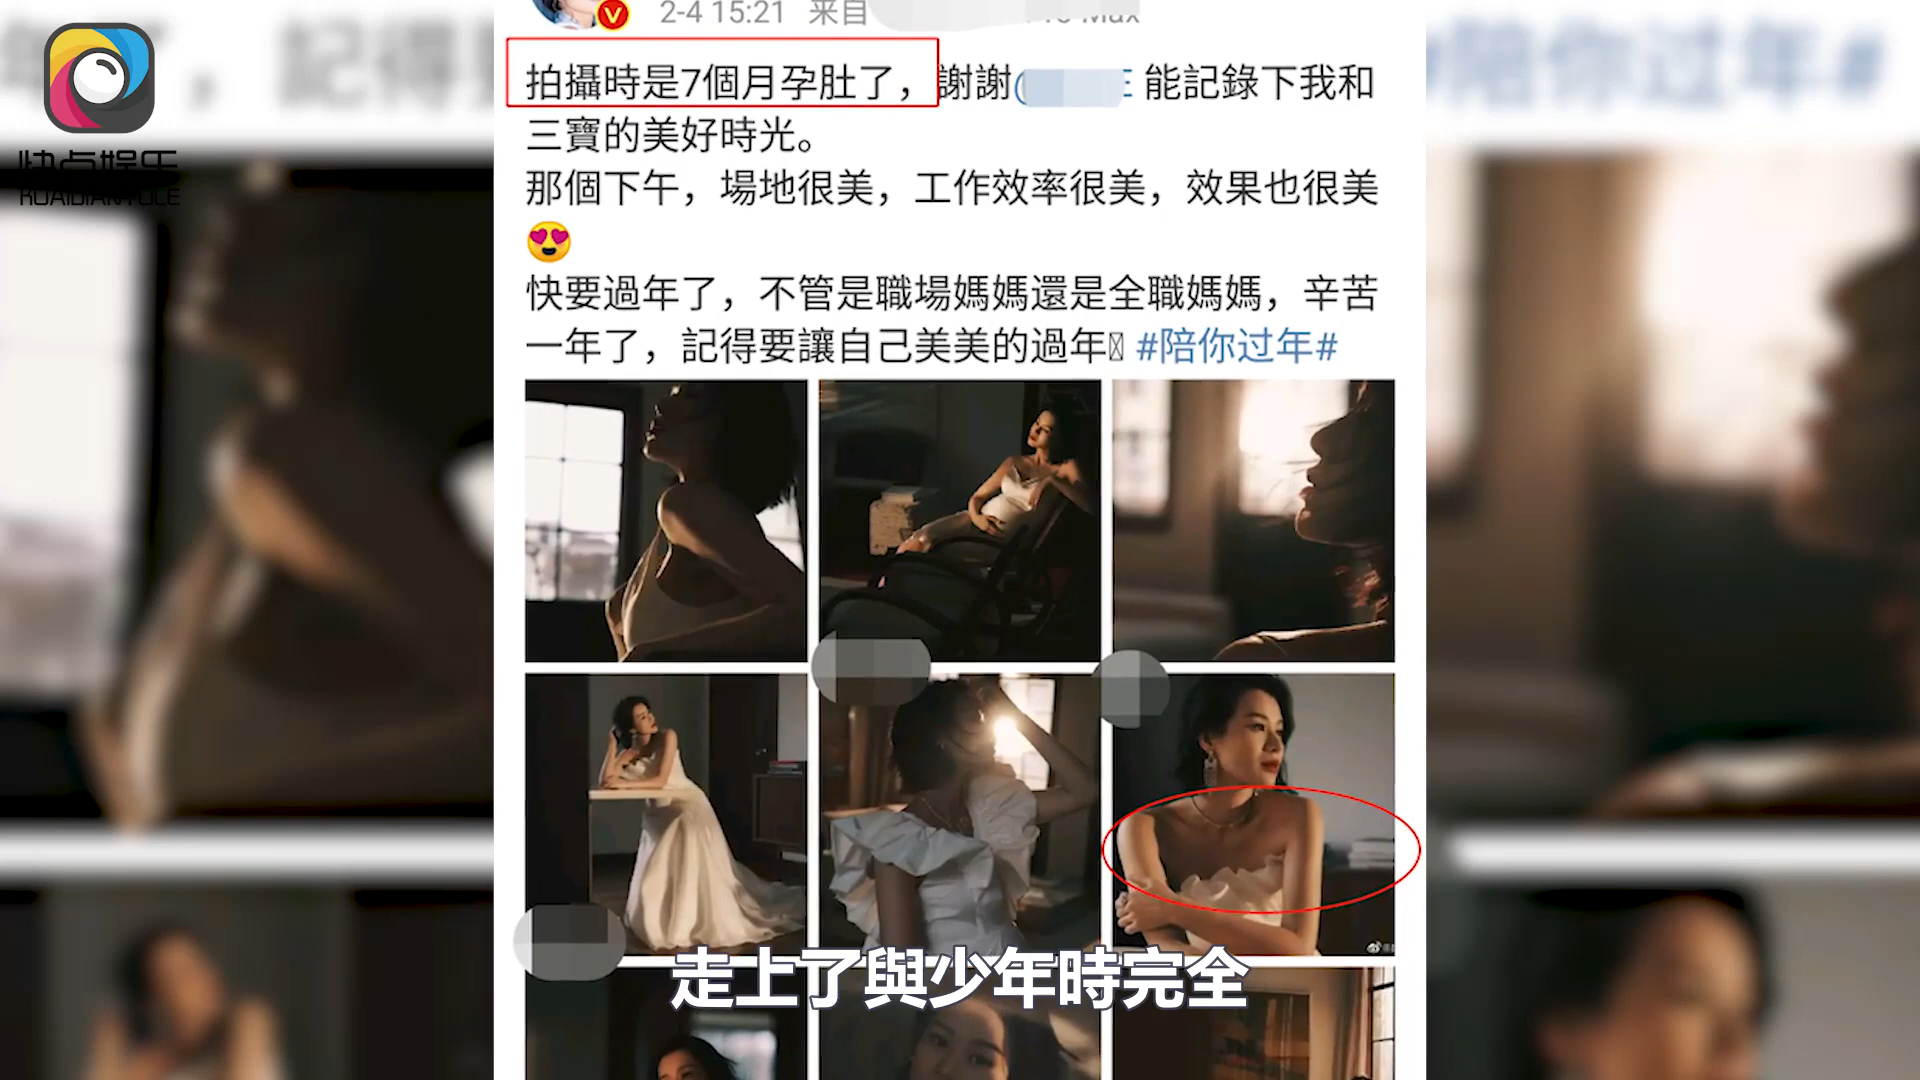 2-4 15:21 来自
拍攝時是7個月孕肚了，謝謝@ E 能記錄下我和
三寶的美好時光。
那個下午，場地很美，工作效率很美，效果也很美
😍
快要過年了，不管是職場媽媽還是全職媽媽，辛苦
一年了，記得要讓自己美美的過年 #陪你过年#
快点娱乐
KUAIDIANYULE
走上了與少年時完全